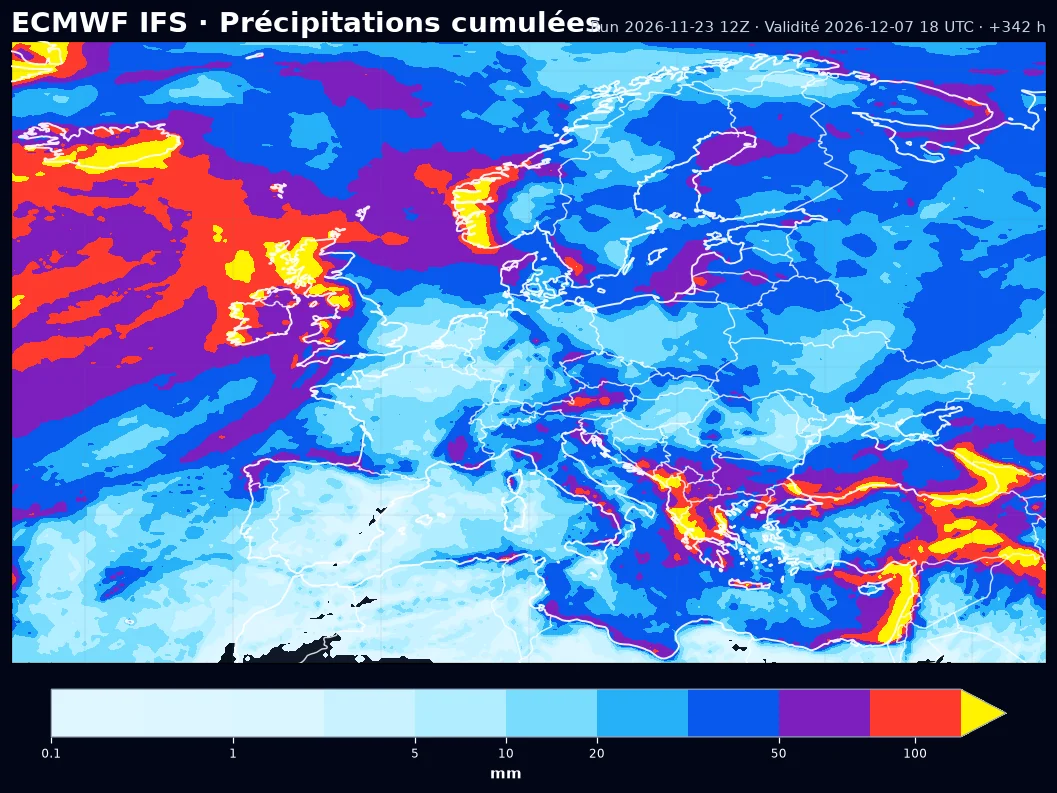 ECMWF IFS · Précipitations cumulées
Run 2026-11-23 12Z · Validité 2026-12-07 18 UTC · +342 h
0.1 1 5 10 20 50 100
mm